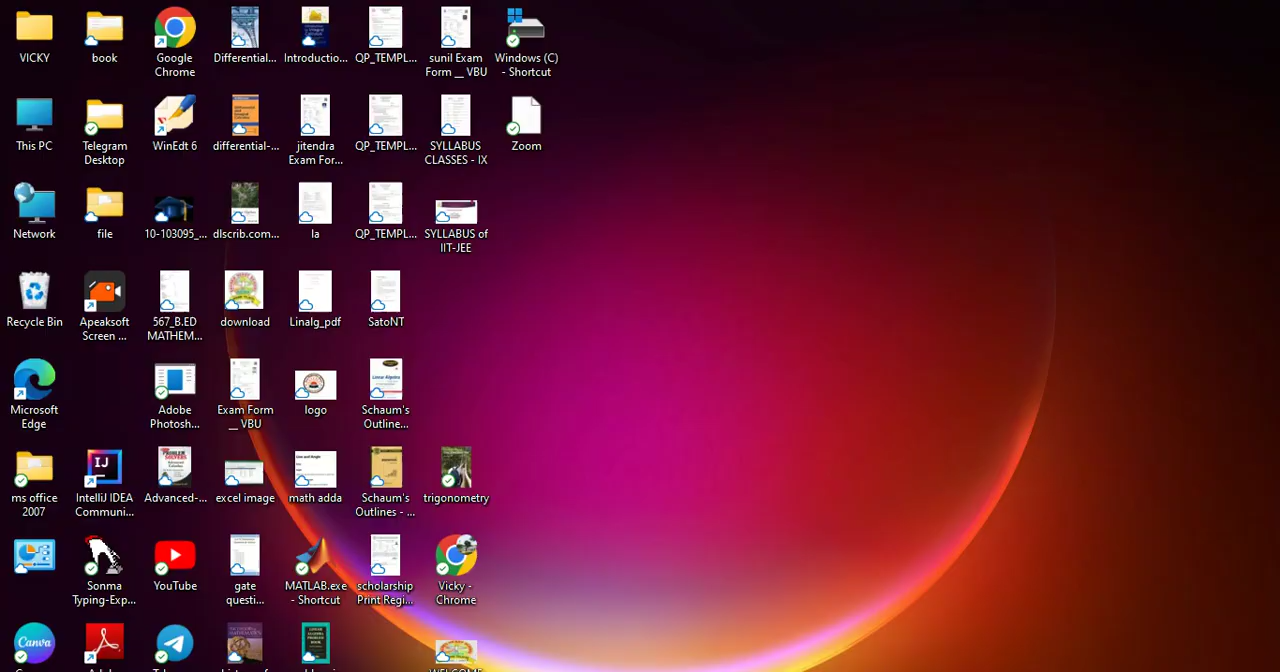 VICKY
book
Google
Chrome
Differential...
Introductio...
QP_TEMPL...
sunil Exam
Form __ VBU
Windows (C)
- Shortcut
This PC
Telegram
Desktop
WinEdt 6
differential-...
jitendra
Exam For...
QP_TEMPL...
SYLLABUS
CLASSES - IX
Zoom
Network
file
10-103095_...
dlscrib.com...
la
QP_TEMPL...
SYLLABUS of
IIT-JEE
Recycle Bin
Apeaksoft
Screen ...
567_B.ED
MATHEM...
download
Linalg_pdf
SatoNT
Microsoft
Edge
Adobe
Photosh...
Exam Form
__ VBU
logo
Schaum's
Outline...
ms office
2007
IJ
IntelliJ IDEA
Communi...
Advanced-...
excel image
math adda
Schaum's
Outlines - ...
trigonometry
Sonma
Typing-Exp...
YouTube
gate
questi...
MATLAB.exe
- Shortcut
scholarship
Print Regi...
Vicky -
Chrome
Canva